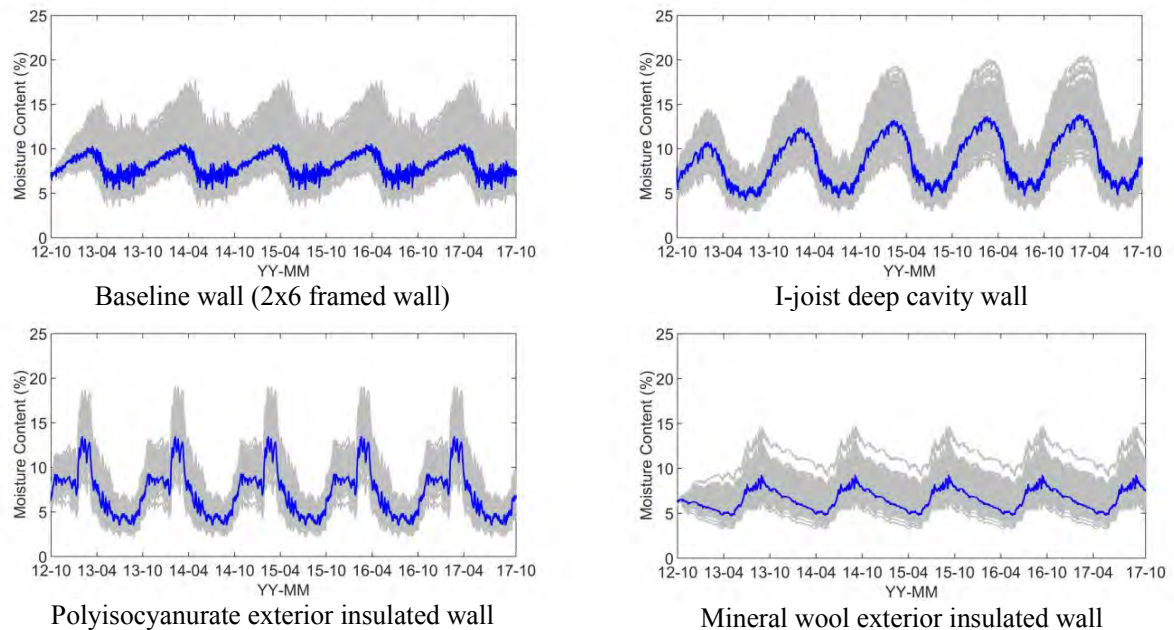 25
20
15
10
5
0
Moisture Content (%)
12-10 13-04 13-10 14-04 14-10 15-04 15-10 16-04 16-10 17-04 17-10
YY-MM
Baseline wall (2x6 framed wall)
25
20
15
10
5
0
Moisture Content (%)
12-10 13-04 13-10 14-04 14-10 15-04 15-10 16-04 16-10 17-04 17-10
YY-MM
I-joist deep cavity wall
25
20
15
10
5
0
Moisture Content (%)
12-10 13-04 13-10 14-04 14-10 15-04 15-10 16-04 16-10 17-04 17-10
YY-MM
Polyisocyanurate exterior insulated wall
25
20
15
10
5
0
Moisture Content (%)
12-10 13-04 13-10 14-04 14-10 15-04 15-10 16-04 16-10 17-04 17-10
YY-MM
Mineral wool exterior insulated wall